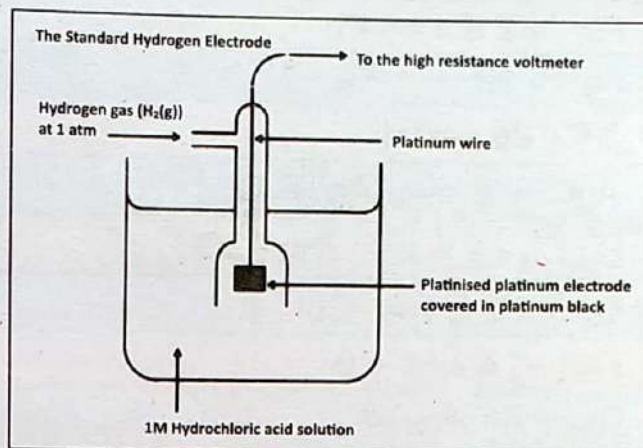 The Standard Hydrogen Electrode
To the high resistance voltmeter
Hydrogen gas (H₂(g))
at 1 atm
Platinum wire
Platinised platinum electrode
covered in platinum black
1M Hydrochloric acid solution